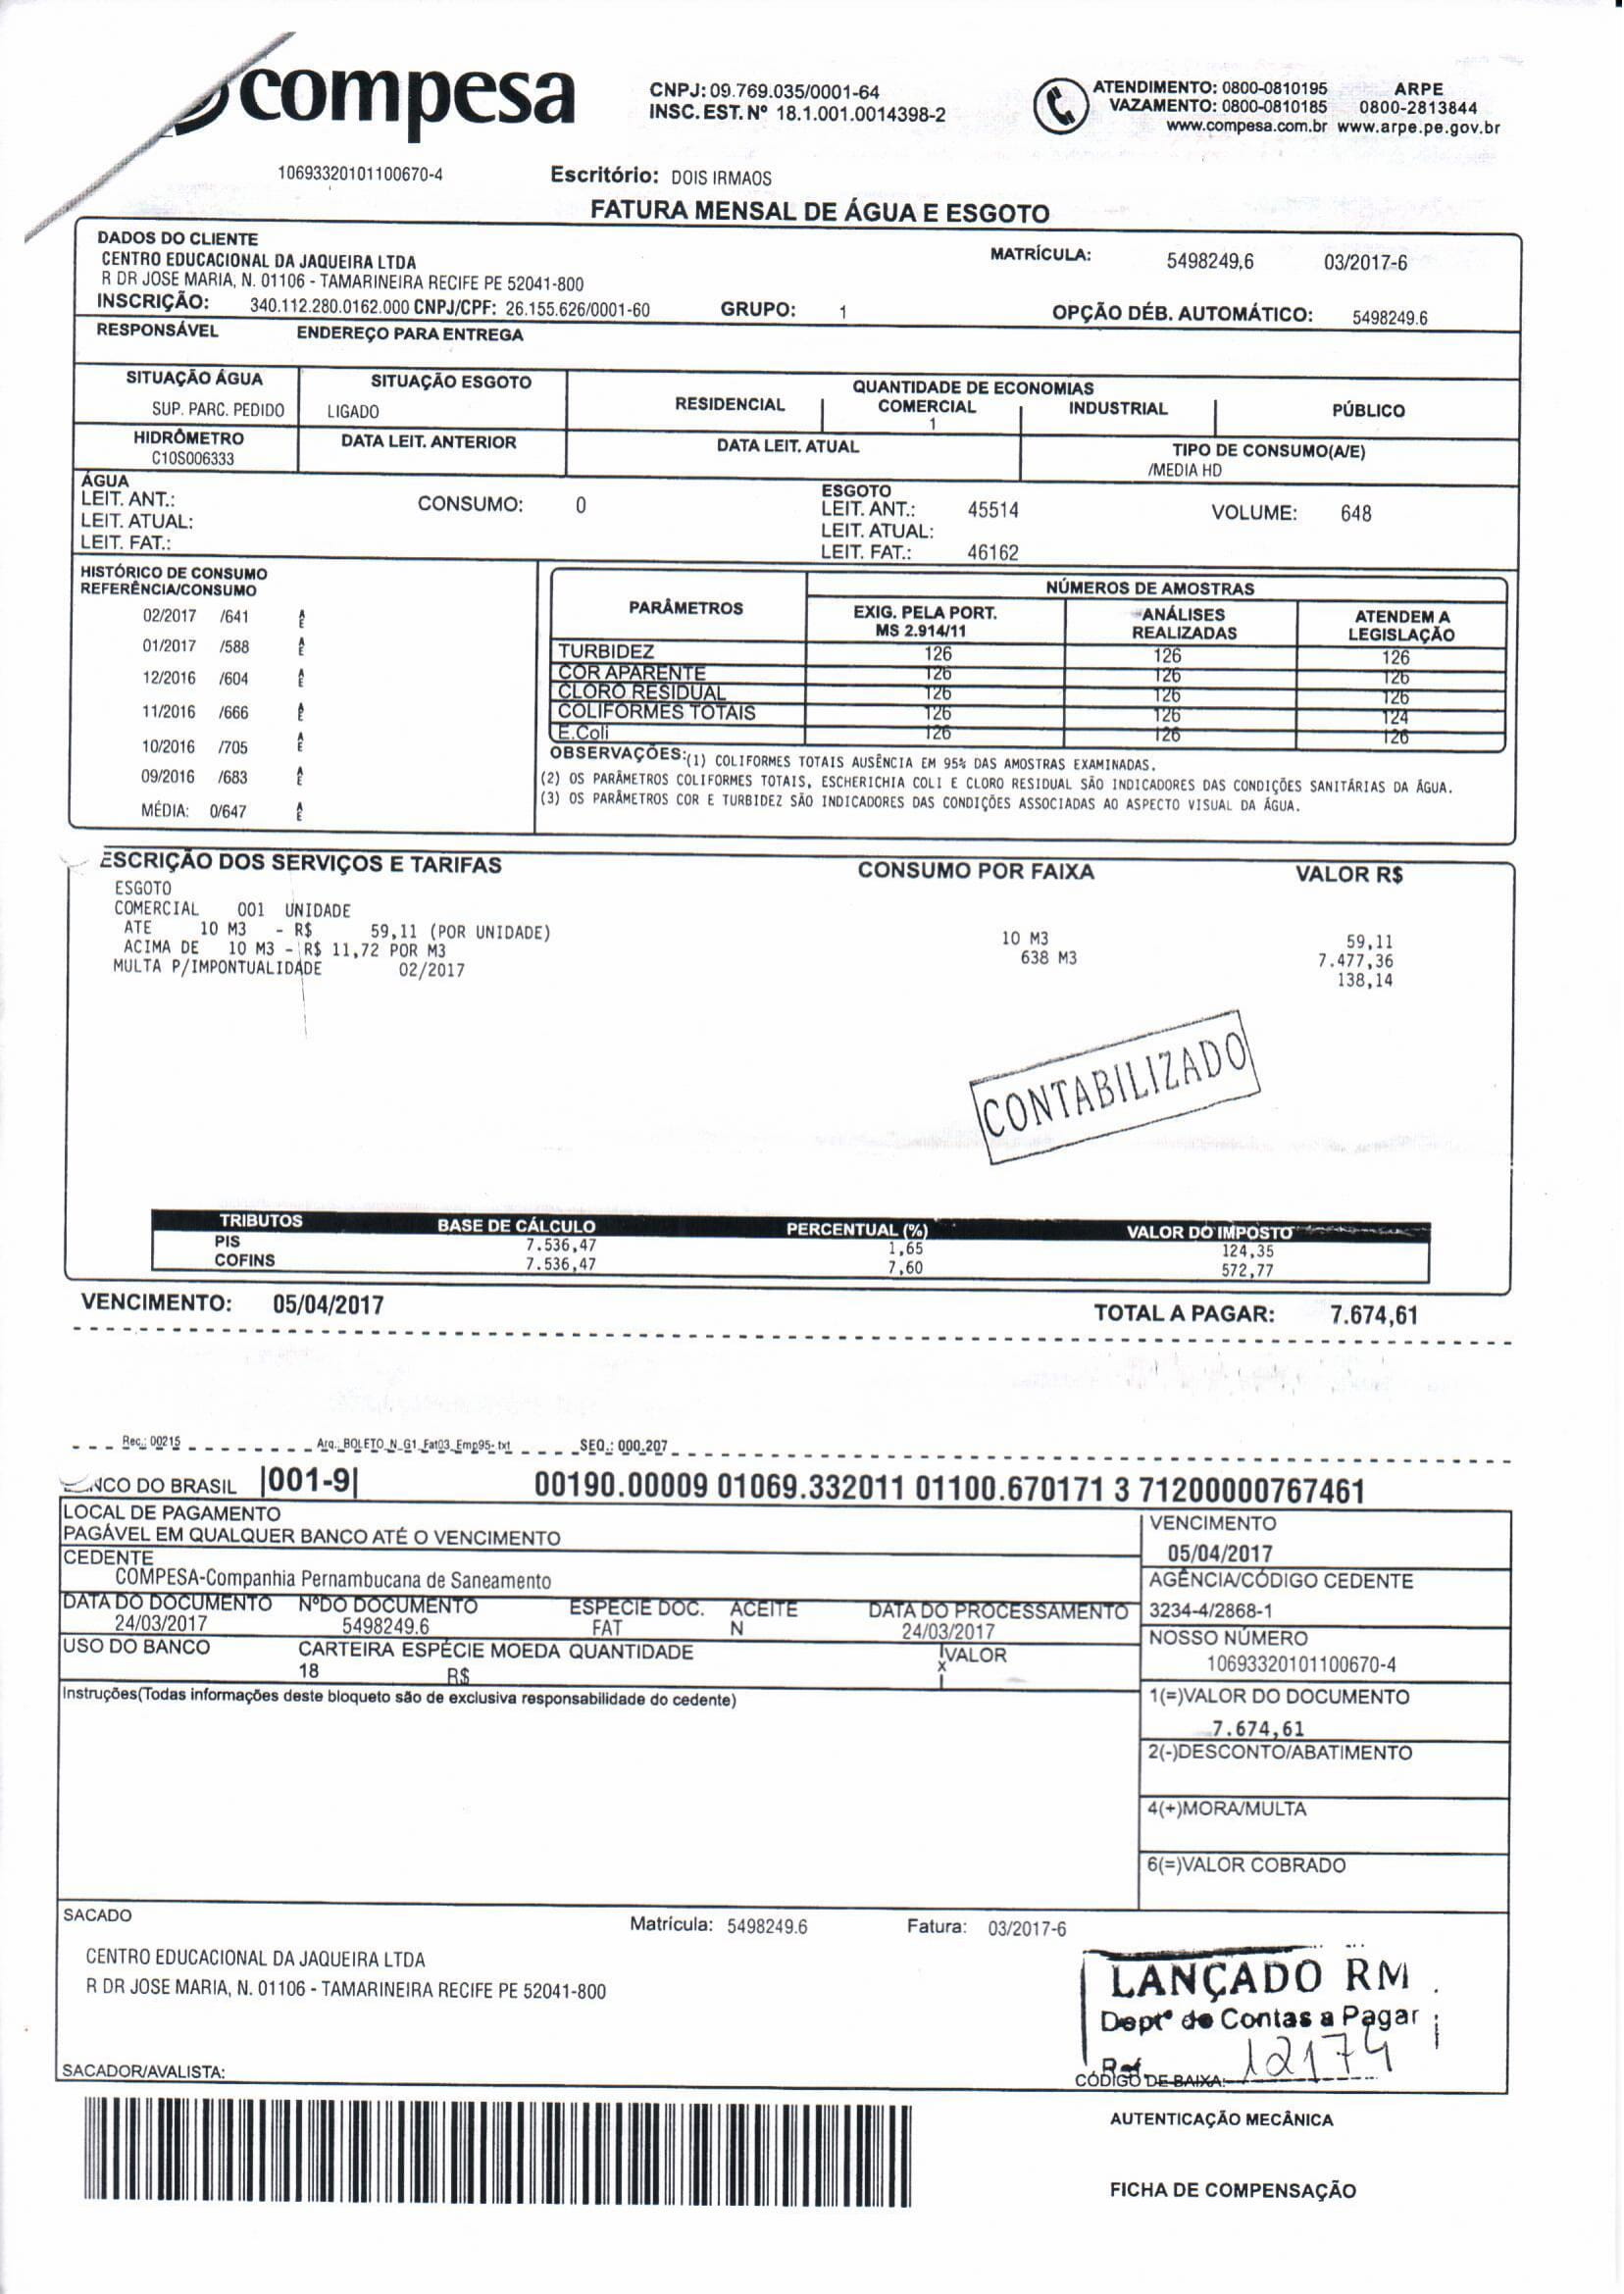 compesa
CNPJ: 09.769.035/0001-64
INSC. EST. Nº 18.1.001.0014398-2
ATENDIMENTO: 0800-0810195 ARPE
VAZAMENTO: 0800-0810185 0800-2813844
www.compesa.com.br www.arpe.pe.gov.br
10693320101100670-4 Escritório: DOIS IRMAOS
FATURA MENSAL DE ÁGUA E ESGOTO
DADOS DO CLIENTE
CENTRO EDUCACIONAL DA JAQUEIRA LTDA MATRÍCULA: 5498249,6 03/2017-6
R DR JOSE MARIA, N. 01106 - TAMARINEIRA RECIFE PE 52041-800
INSCRIÇÃO: 340.112.280.0162.000 CNPJ/CPF: 26.155.626/0001-60 GRUPO: 1 OPÇÃO DÉB. AUTOMÁTICO: 5498249.6
RESPONSÁVEL ENDEREÇO PARA ENTREGA
SITUAÇÃO ÁGUA SITUAÇÃO ESGOTO QUANTIDADE DE ECONOMIAS
SUP. PARC. PEDIDO LIGADO RESIDENCIAL COMERCIAL INDUSTRIAL PÚBLICO
1
HIDRÔMETRO DATA LEIT. ANTERIOR DATA LEIT. ATUAL TIPO DE CONSUMO(A/E)
C10S006333 /MEDIA HD
ÁGUA ESGOTO
LEIT. ANT.: CONSUMO: 0 LEIT. ANT.: 45514 VOLUME: 648
LEIT. ATUAL: LEIT. ATUAL:
LEIT. FAT.: LEIT. FAT.: 46162
HISTÓRICO DE CONSUMO
REFERÊNCIA/CONSUMO
02/2017 /641 A E
01/2017 /588 A E
12/2016 /604 A E
11/2016 /666 A E
10/2016 /705 A E
09/2016 /683 A E
MÉDIA: 0/647 A E
NÚMEROS DE AMOSTRAS
PARÂMETROS EXIG. PELA PORT. MS 2.914/11 ANÁLISES REALIZADAS ATENDEM A LEGISLAÇÃO
TURBIDEZ 126 126 126
COR APARENTE 126 126 126
CLORO RESIDUAL 126 126 126
COLIFORMES TOTAIS 126 126 124
E.Coli 126 126 126
OBSERVAÇÕES:(1) COLIFORMES TOTAIS AUSÊNCIA EM 95% DAS AMOSTRAS EXAMINADAS.
(2) OS PARÂMETROS COLIFORMES TOTAIS, ESCHERICHIA COLI E CLORO RESIDUAL SÃO INDICADORES DAS CONDIÇÕES SANITÁRIAS DA ÁGUA.
(3) OS PARÂMETROS COR E TURBIDEZ SÃO INDICADORES DAS CONDIÇÕES ASSOCIADAS AO ASPECTO VISUAL DA ÁGUA.
ESCRIÇÃO DOS SERVIÇOS E TARIFAS CONSUMO POR FAIXA VALOR R$
ESGOTO
COMERCIAL 001 UNIDADE
ATE 10 M3 - R$ 59,11 (POR UNIDADE) 10 M3 59,11
ACIMA DE 10 M3 - R$ 11,72 POR M3 638 M3 7.477,36
MULTA P/IMPONTUALIDADE 02/2017 138,14
CONTABILIZADO
TRIBUTOS BASE DE CÁLCULO PERCENTUAL (%) VALOR DO IMPOSTO
PIS 7.536,47 1,65 124,35
COFINS 7.536,47 7,60 572,77
VENCIMENTO: 05/04/2017 TOTAL A PAGAR: 7.674,61
Rec.: 00215 Arq.: BOLETO_N_G1_Fat03_Emp95-.txt SEQ.: 000.207
NCO DO BRASIL |001-9| 00190.00009 01069.332011 01100.670171 3 71200000767461
LOCAL DE PAGAMENTO VENCIMENTO
PAGÁVEL EM QUALQUER BANCO ATÉ O VENCIMENTO 05/04/2017
CEDENTE AGÊNCIA/CÓDIGO CEDENTE
COMPESA-Companhia Pernambucana de Saneamento 3234-4/2868-1
DATA DO DOCUMENTO NºDO DOCUMENTO ESPECIE DOC. ACEITE DATA DO PROCESSAMENTO NOSSO NÚMERO
24/03/2017 5498249.6 FAT N 24/03/2017 10693320101100670-4
USO DO BANCO CARTEIRA ESPÉCIE MOEDA QUANTIDADE x VALOR
18 R$
Instruções(Todas informações deste bloqueto são de exclusiva responsabilidade do cedente)
1(=)VALOR DO DOCUMENTO
7.674,61
2(-)DESCONTO/ABATIMENTO
4(+)MORA/MULTA
6(=)VALOR COBRADO
SACADO Matrícula: 5498249.6 Fatura: 03/2017-6
CENTRO EDUCACIONAL DA JAQUEIRA LTDA
R DR JOSE MARIA, N. 01106 - TAMARINEIRA RECIFE PE 52041-800
LANÇADO RM
Deptº de Contas a Pagar
Ref. 12174
SACADOR/AVALISTA: CÓDIGO DE BAIXA:
AUTENTICAÇÃO MECÂNICA
FICHA DE COMPENSAÇÃO